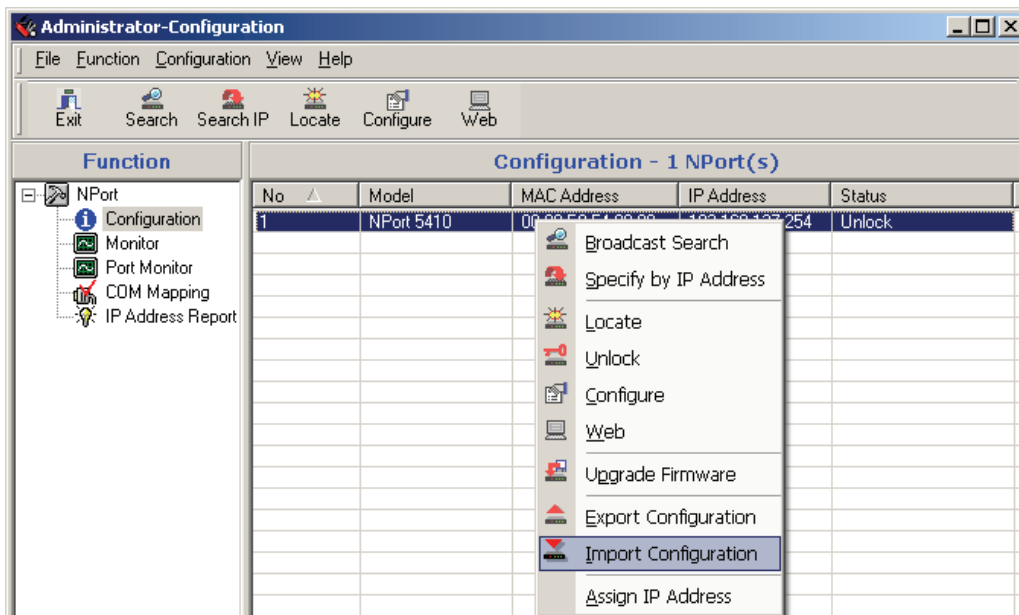 Administrator-Configuration
File Function Configuration View Help
Exit Search Search IP Locate Configure Web
Function
Configuration - 1 NPort(s)
NPort
Configuration
Monitor
Port Monitor
COM Mapping
IP Address Report
No Model MAC Address IP Address Status
1 NPort 5410 254 Unlock
Broadcast Search
Specify by IP Address
Locate
Unlock
Configure
Web
Upgrade Firmware
Export Configuration
Import Configuration
Assign IP Address